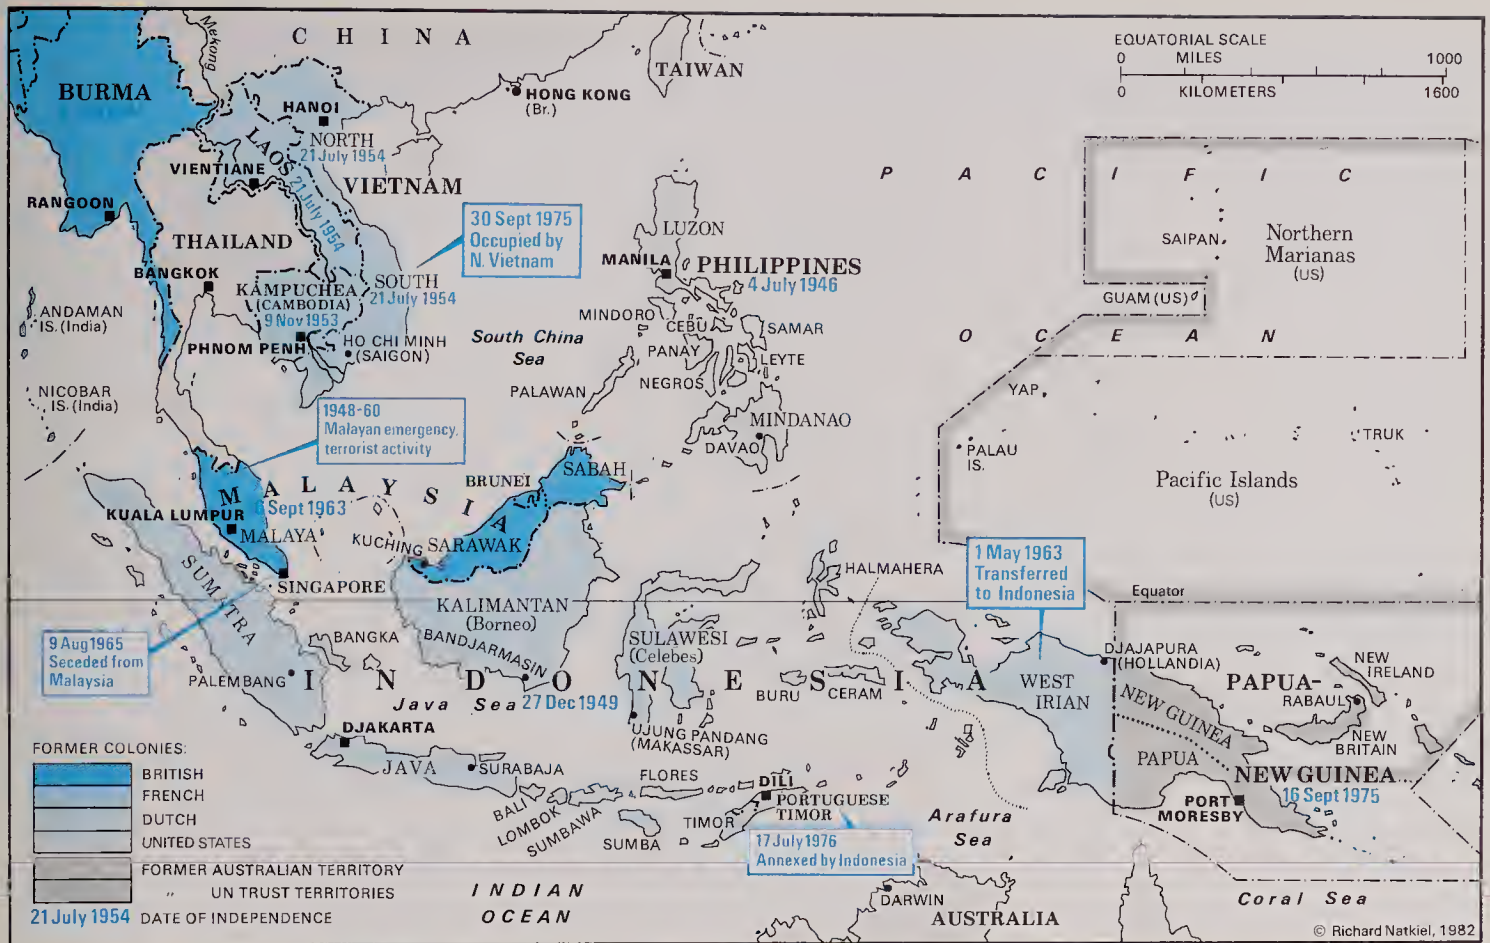 CHINA
Mekong
BURMA
HANOI
NORTH
21 July 1954
LAOS
21 July 1954
VIENTIANE
VIETNAM
RANGOON
THAILAND
BANGKOK
KAMPUCHEA
(CAMBODIA)
9 Nov 1953
PHNOM PENH
SOUTH
21 July 1954
HO CHI MINH
(SAIGON)
30 Sept 1975
Occupied by
N. Vietnam
HONG KONG
(Br.)
TAIWAN
EQUATORIAL SCALE
0 MILES 1000
0 KILOMETERS 1600
PACIFIC
OCEAN
SAIPAN
Northern
Marianas
(US)
GUAM (US)
YAP
PALAU
IS.
TRUK
Pacific Islands
(US)
ANDAMAN
IS. (India)
NICOBAR
IS. (India)
South China
Sea
LUZON
MANILA
PHILIPPINES
4 July 1946
MINDORO
CEBU
SAMAR
PANAY
LEYTE
NEGROS
PALAWAN
MINDANAO
DAVAO
1948-60
Malayan emergency,
terrorist activity
MALAYSIA
6 Sept 1963
KUALA LUMPUR
MALAYA
SINGAPORE
BRUNEI
SABAH
KUCHING
SARAWAK
SUMATRA
9 Aug 1965
Seceded from
Malaysia
PALEMBANG
BANGKA
KALIMANTAN
(Borneo)
BANDJARMASIN
SULAWESI
(Celebes)
HALMAHERA
1 May 1963
Transferred
to Indonesia
Equator
INDONESIA
27 Dec 1949
Java Sea
BURU
CERAM
WEST
IRIAN
DJAJAPURA
(HOLLANDIA)
NEW GUINEA
PAPUA
PAPUA-
NEW GUINEA
16 Sept 1975
NEW
IRELAND
RABAUL
NEW
BRITAIN
PORT
MORESBY
DJAKARTA
JAVA
SURABAJA
BALI
LOMBOK
SUMBAWA
FLORES
SUMBA
UJUNG PANDANG
(MAKASSAR)
DILI
PORTUGUESE
TIMOR
TIMOR
17 July 1976
Annexed by Indonesia
Arafura
Sea
DARWIN
AUSTRALIA
Coral Sea
INDIAN
OCEAN
FORMER COLONIES:
BRITISH
FRENCH
DUTCH
UNITED STATES
FORMER AUSTRALIAN TERRITORY
" UN TRUST TERRITORIES
21 July 1954 DATE OF INDEPENDENCE
© Richard Natkiel, 1982